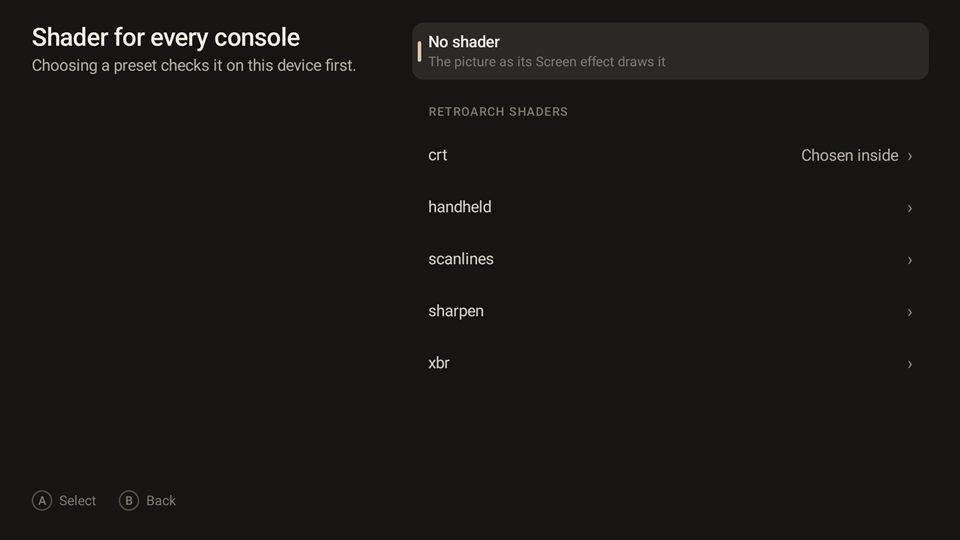 Shader for every console
Choosing a preset checks it on this device first.
No shader
The picture as its Screen effect draws it
RETROARCH SHADERS
crt Chosen inside ›
handheld ›
scanlines ›
sharpen ›
xbr ›
A Select B Back